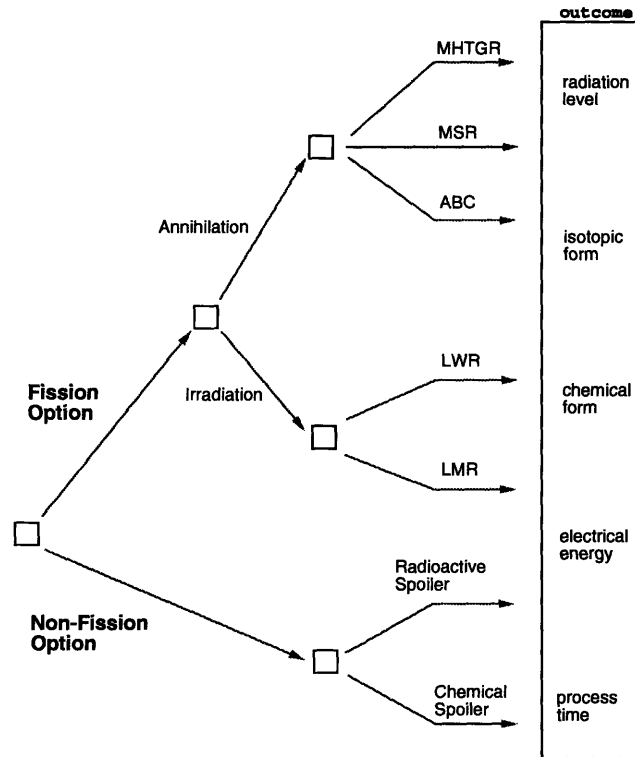 outcome
MHTGR
radiation
level
MSR
ABC
Annihilation
isotopic
form
LWR
Irradiation
Fission
Option
chemical
form
LMR
electrical
energy
Radioactive
Spoiler
Non-Fission
Option
Chemical
Spoiler
process
time